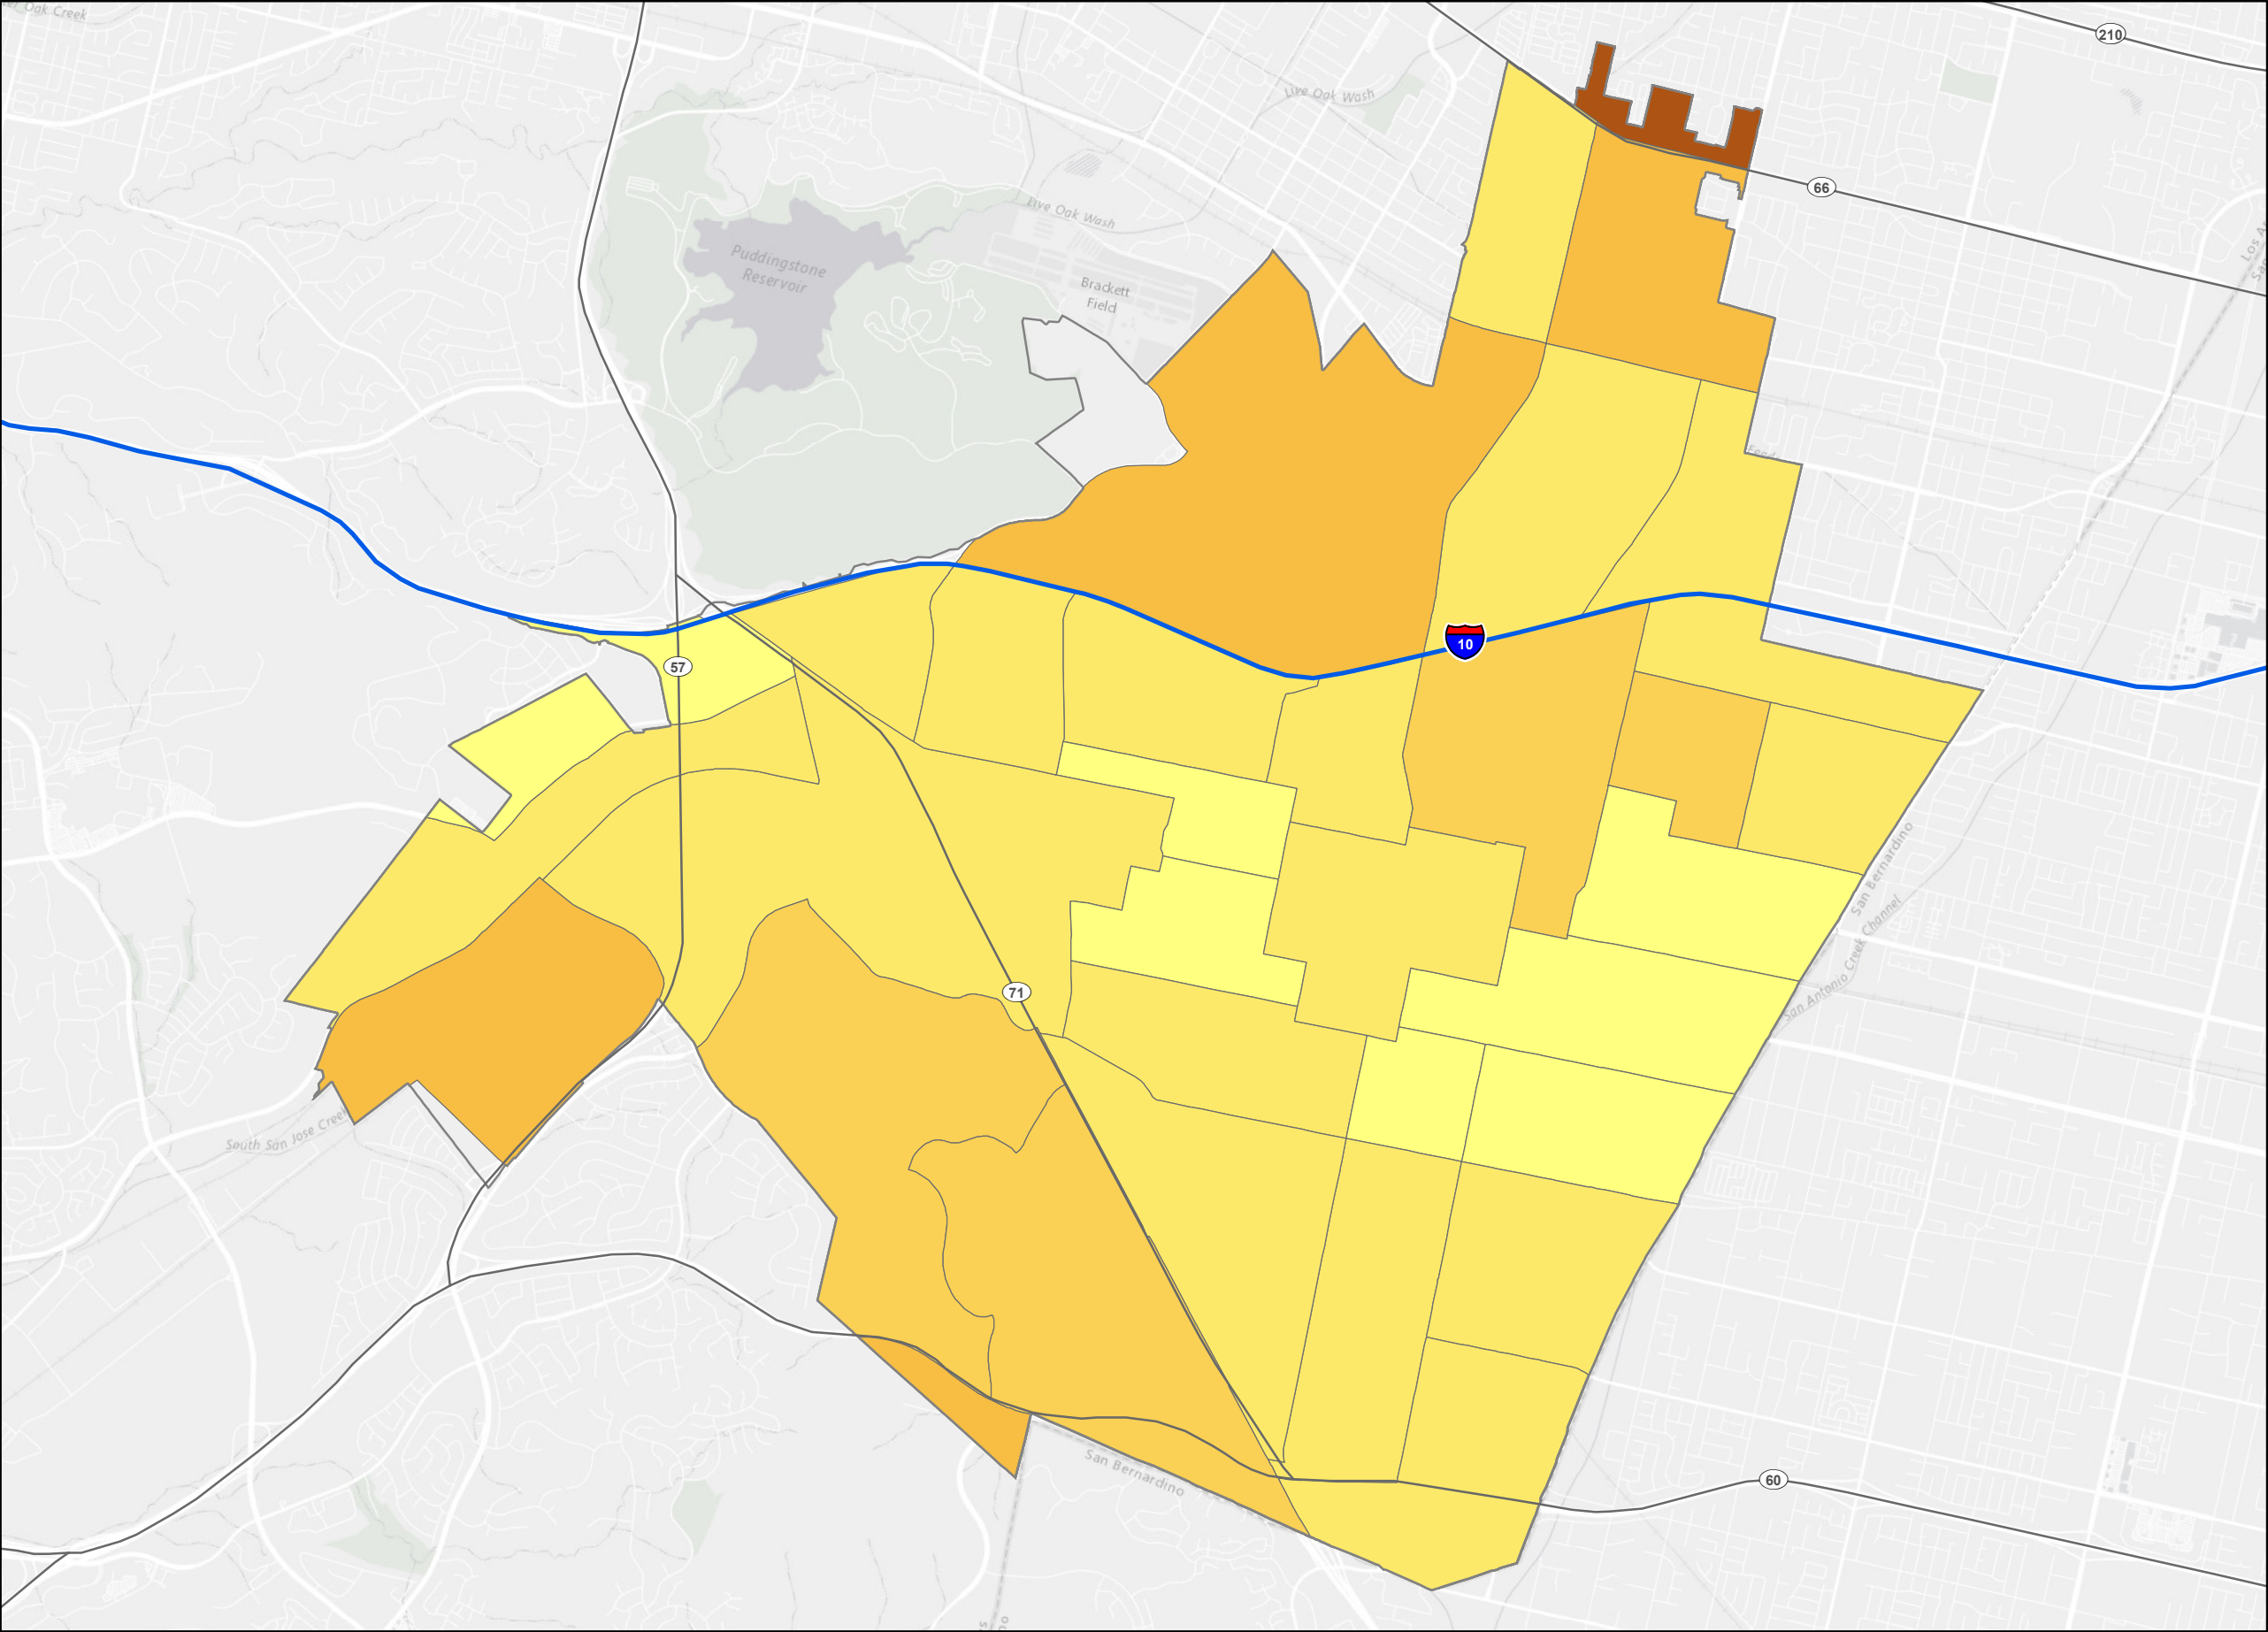 Oak Creek
210
Live Oak Wash
66
Live Oak Wash
Puddingstone
Reservoir
Brackett
Field
10
57
San Bernardino
San Antonio Creek Channel
71
South San Jose Creek
San Bernardino
60